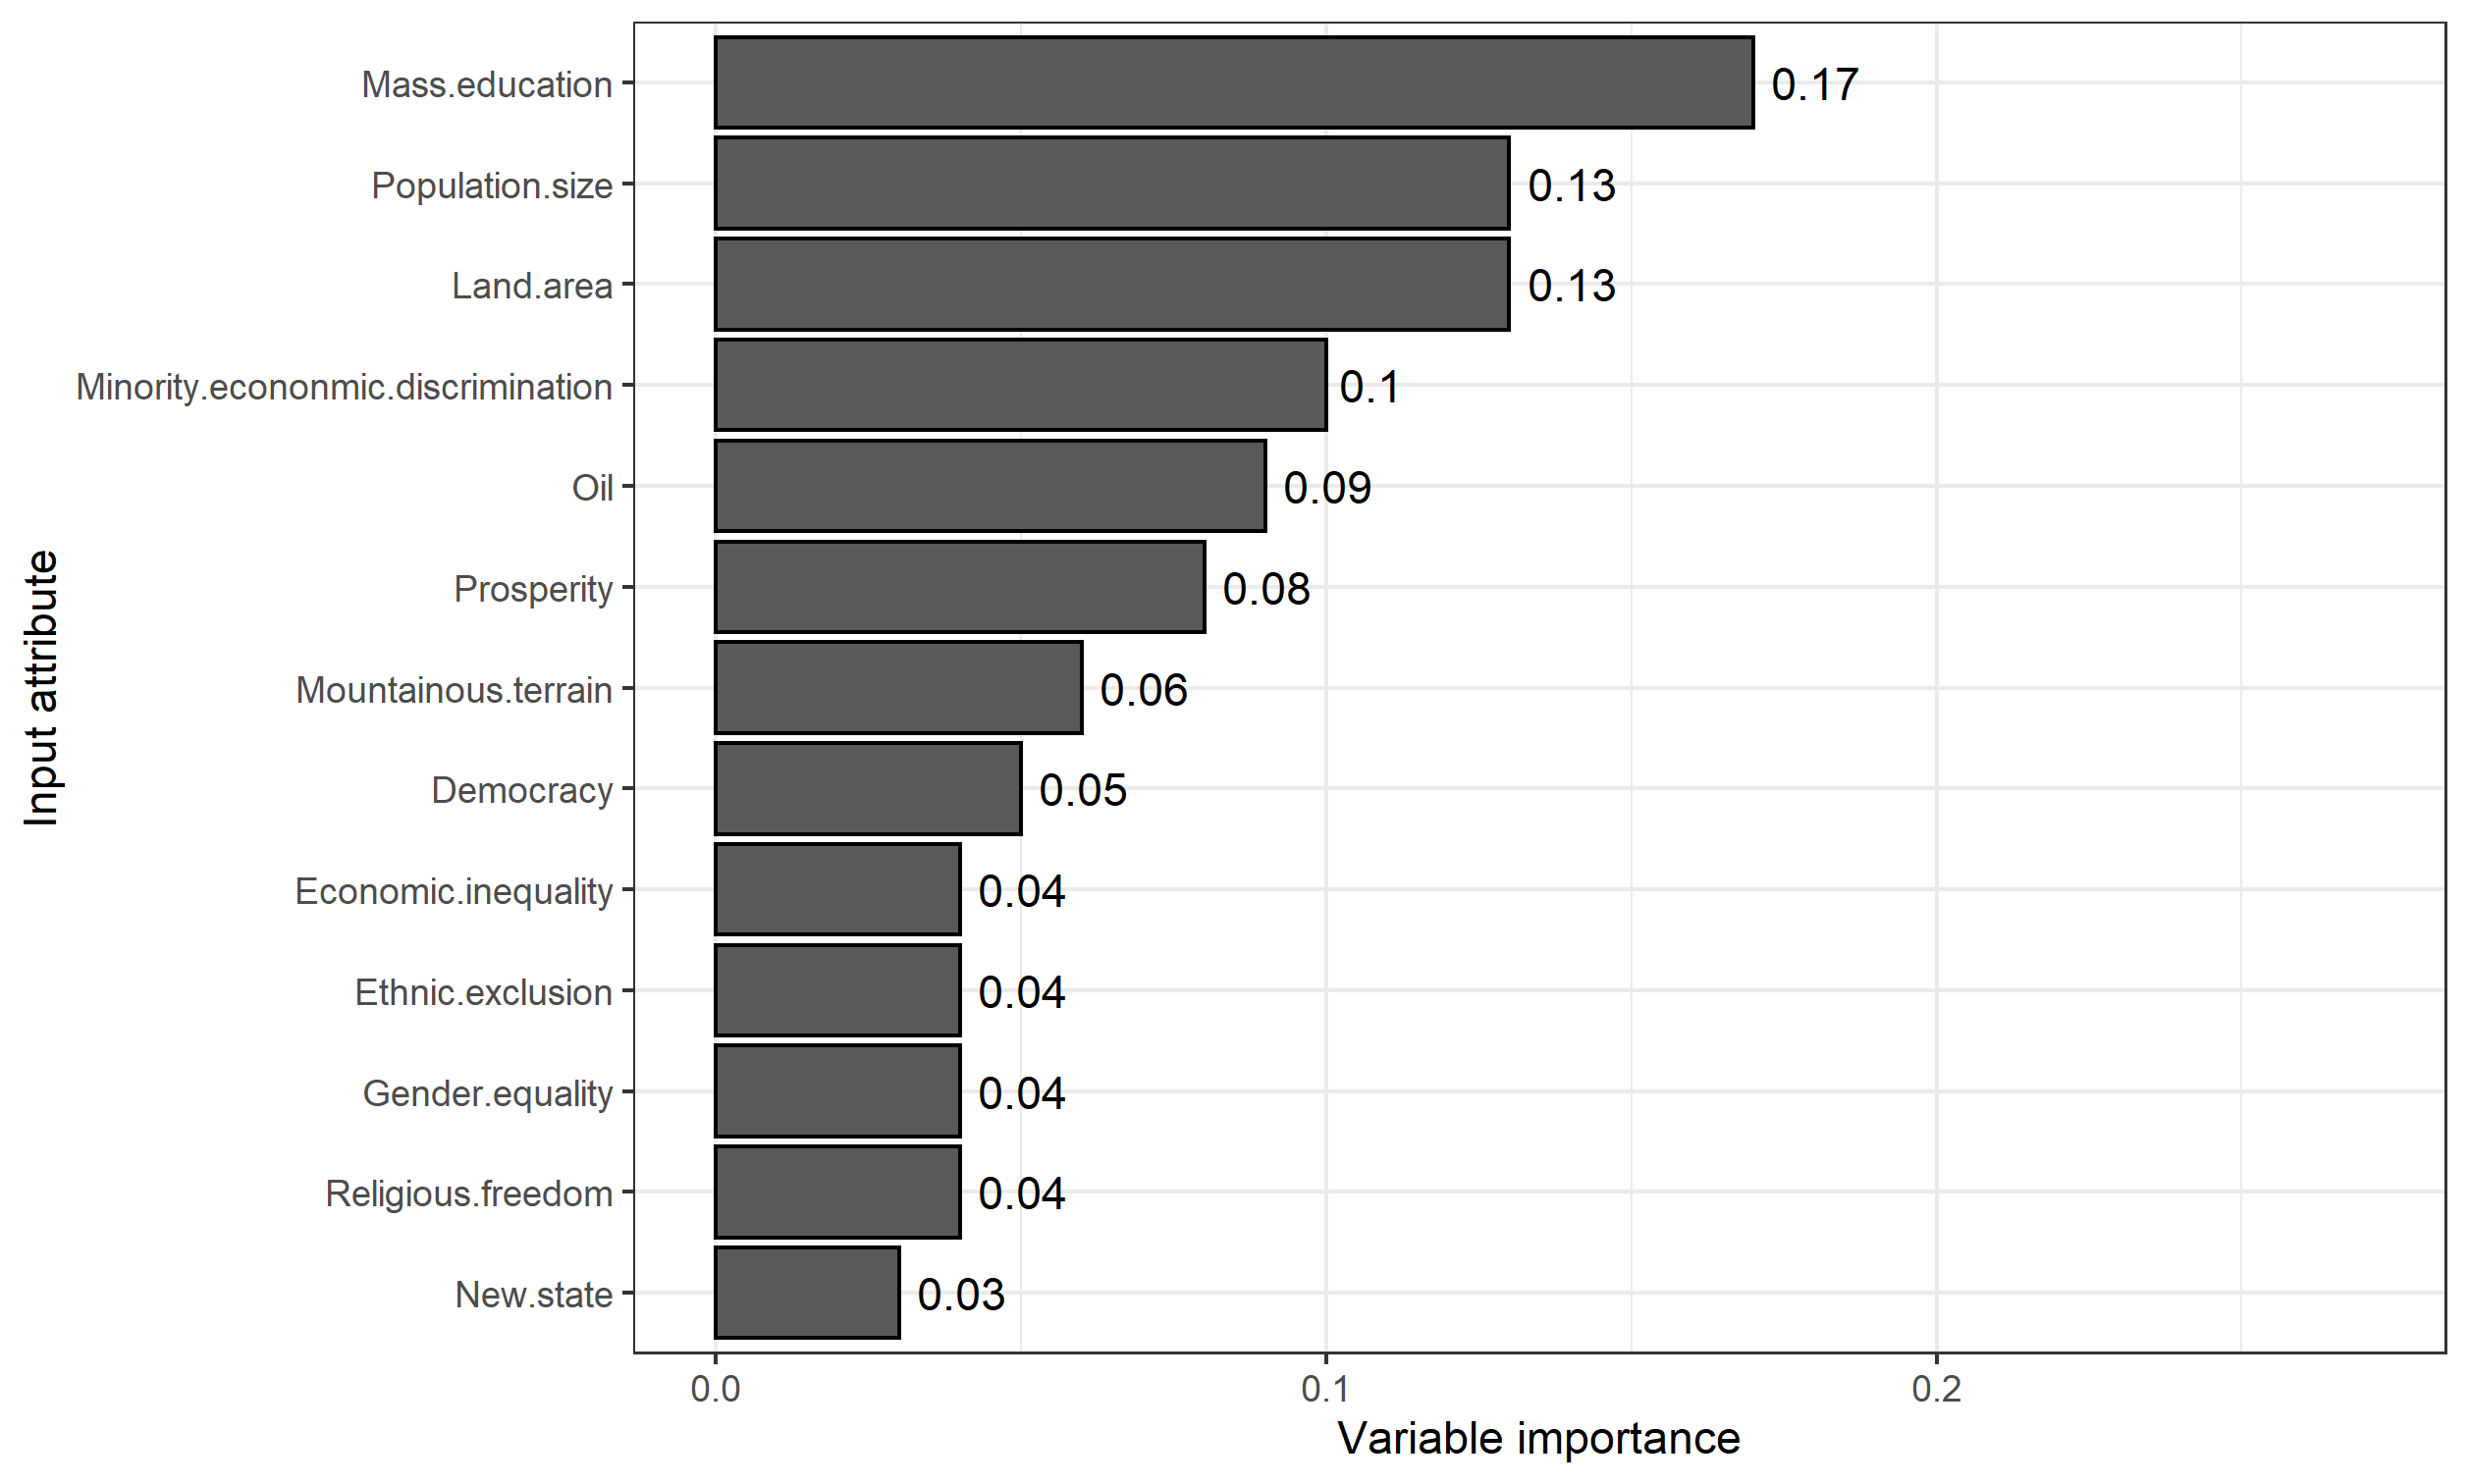 Mass.education 0.17
Population.size 0.13
Land.area 0.13
Minority.econonmic.discrimination 0.1
Oil 0.09
Prosperity 0.08
Mountainous.terrain 0.06
Democracy 0.05
Economic.inequality 0.04
Ethnic.exclusion 0.04
Gender.equality 0.04
Religious.freedom 0.04
New.state 0.03
Input attribute
0.0 0.1 0.2
Variable importance